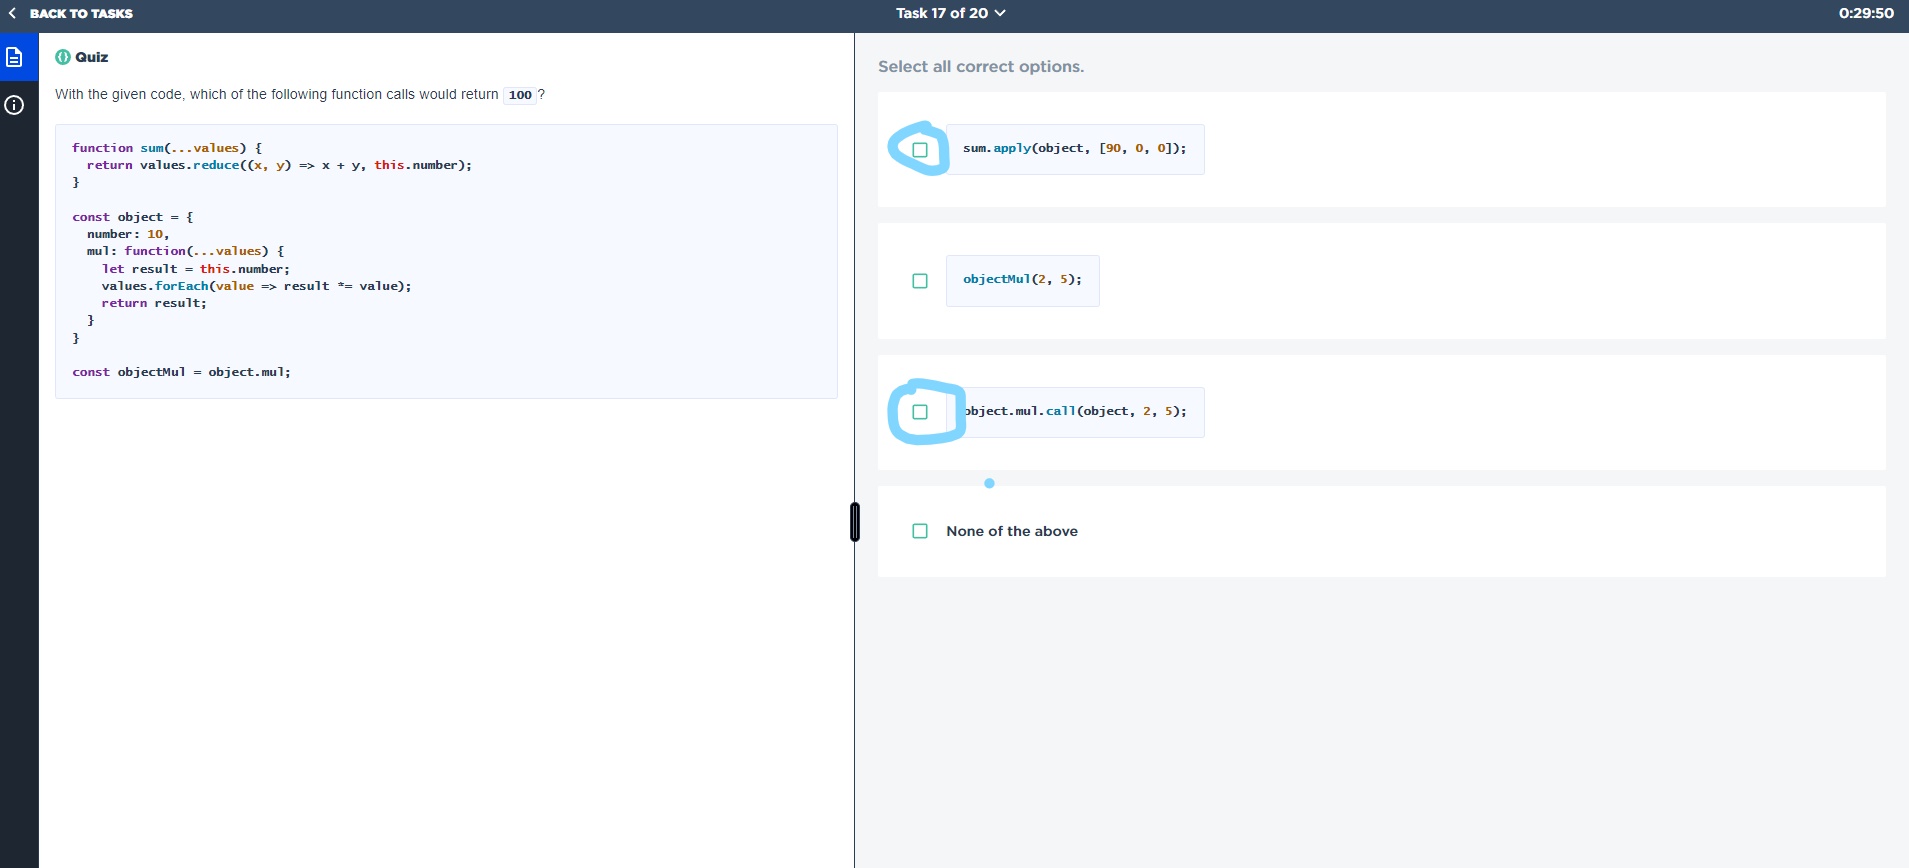 BACK TO TASKS
Task 17 of 20
0:29:50
Quiz
With the given code, which of the following function calls would return 100 ?
function sum(...values) {
  return values.reduce((x, y) => x + y, this.number);
}
const object = {
  number: 10,
  mul: function(...values) {
    let result = this.number;
    values.forEach(value => result *= value);
    return result;
  }
}
const objectMul = object.mul;
Select all correct options.
sum.apply(object, [90, 0, 0]);
objectMul(2, 5);
object.mul.call(object, 2, 5);
None of the above